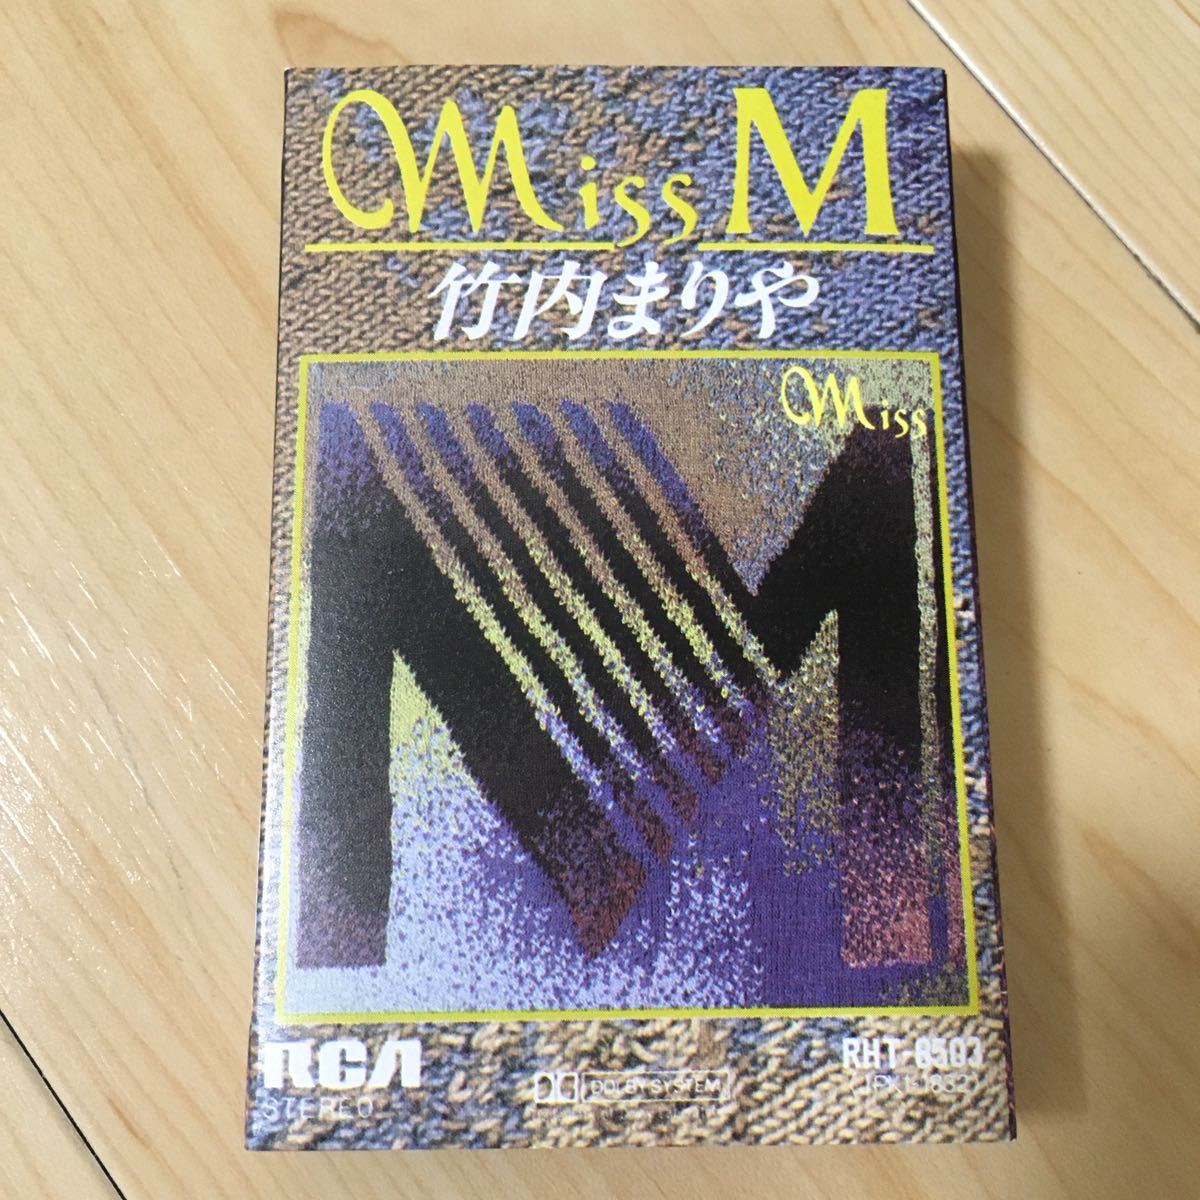 Miss M
竹内まりや
Miss
RCA
STEREO
DOLBY SYSTEM
RHT-8503